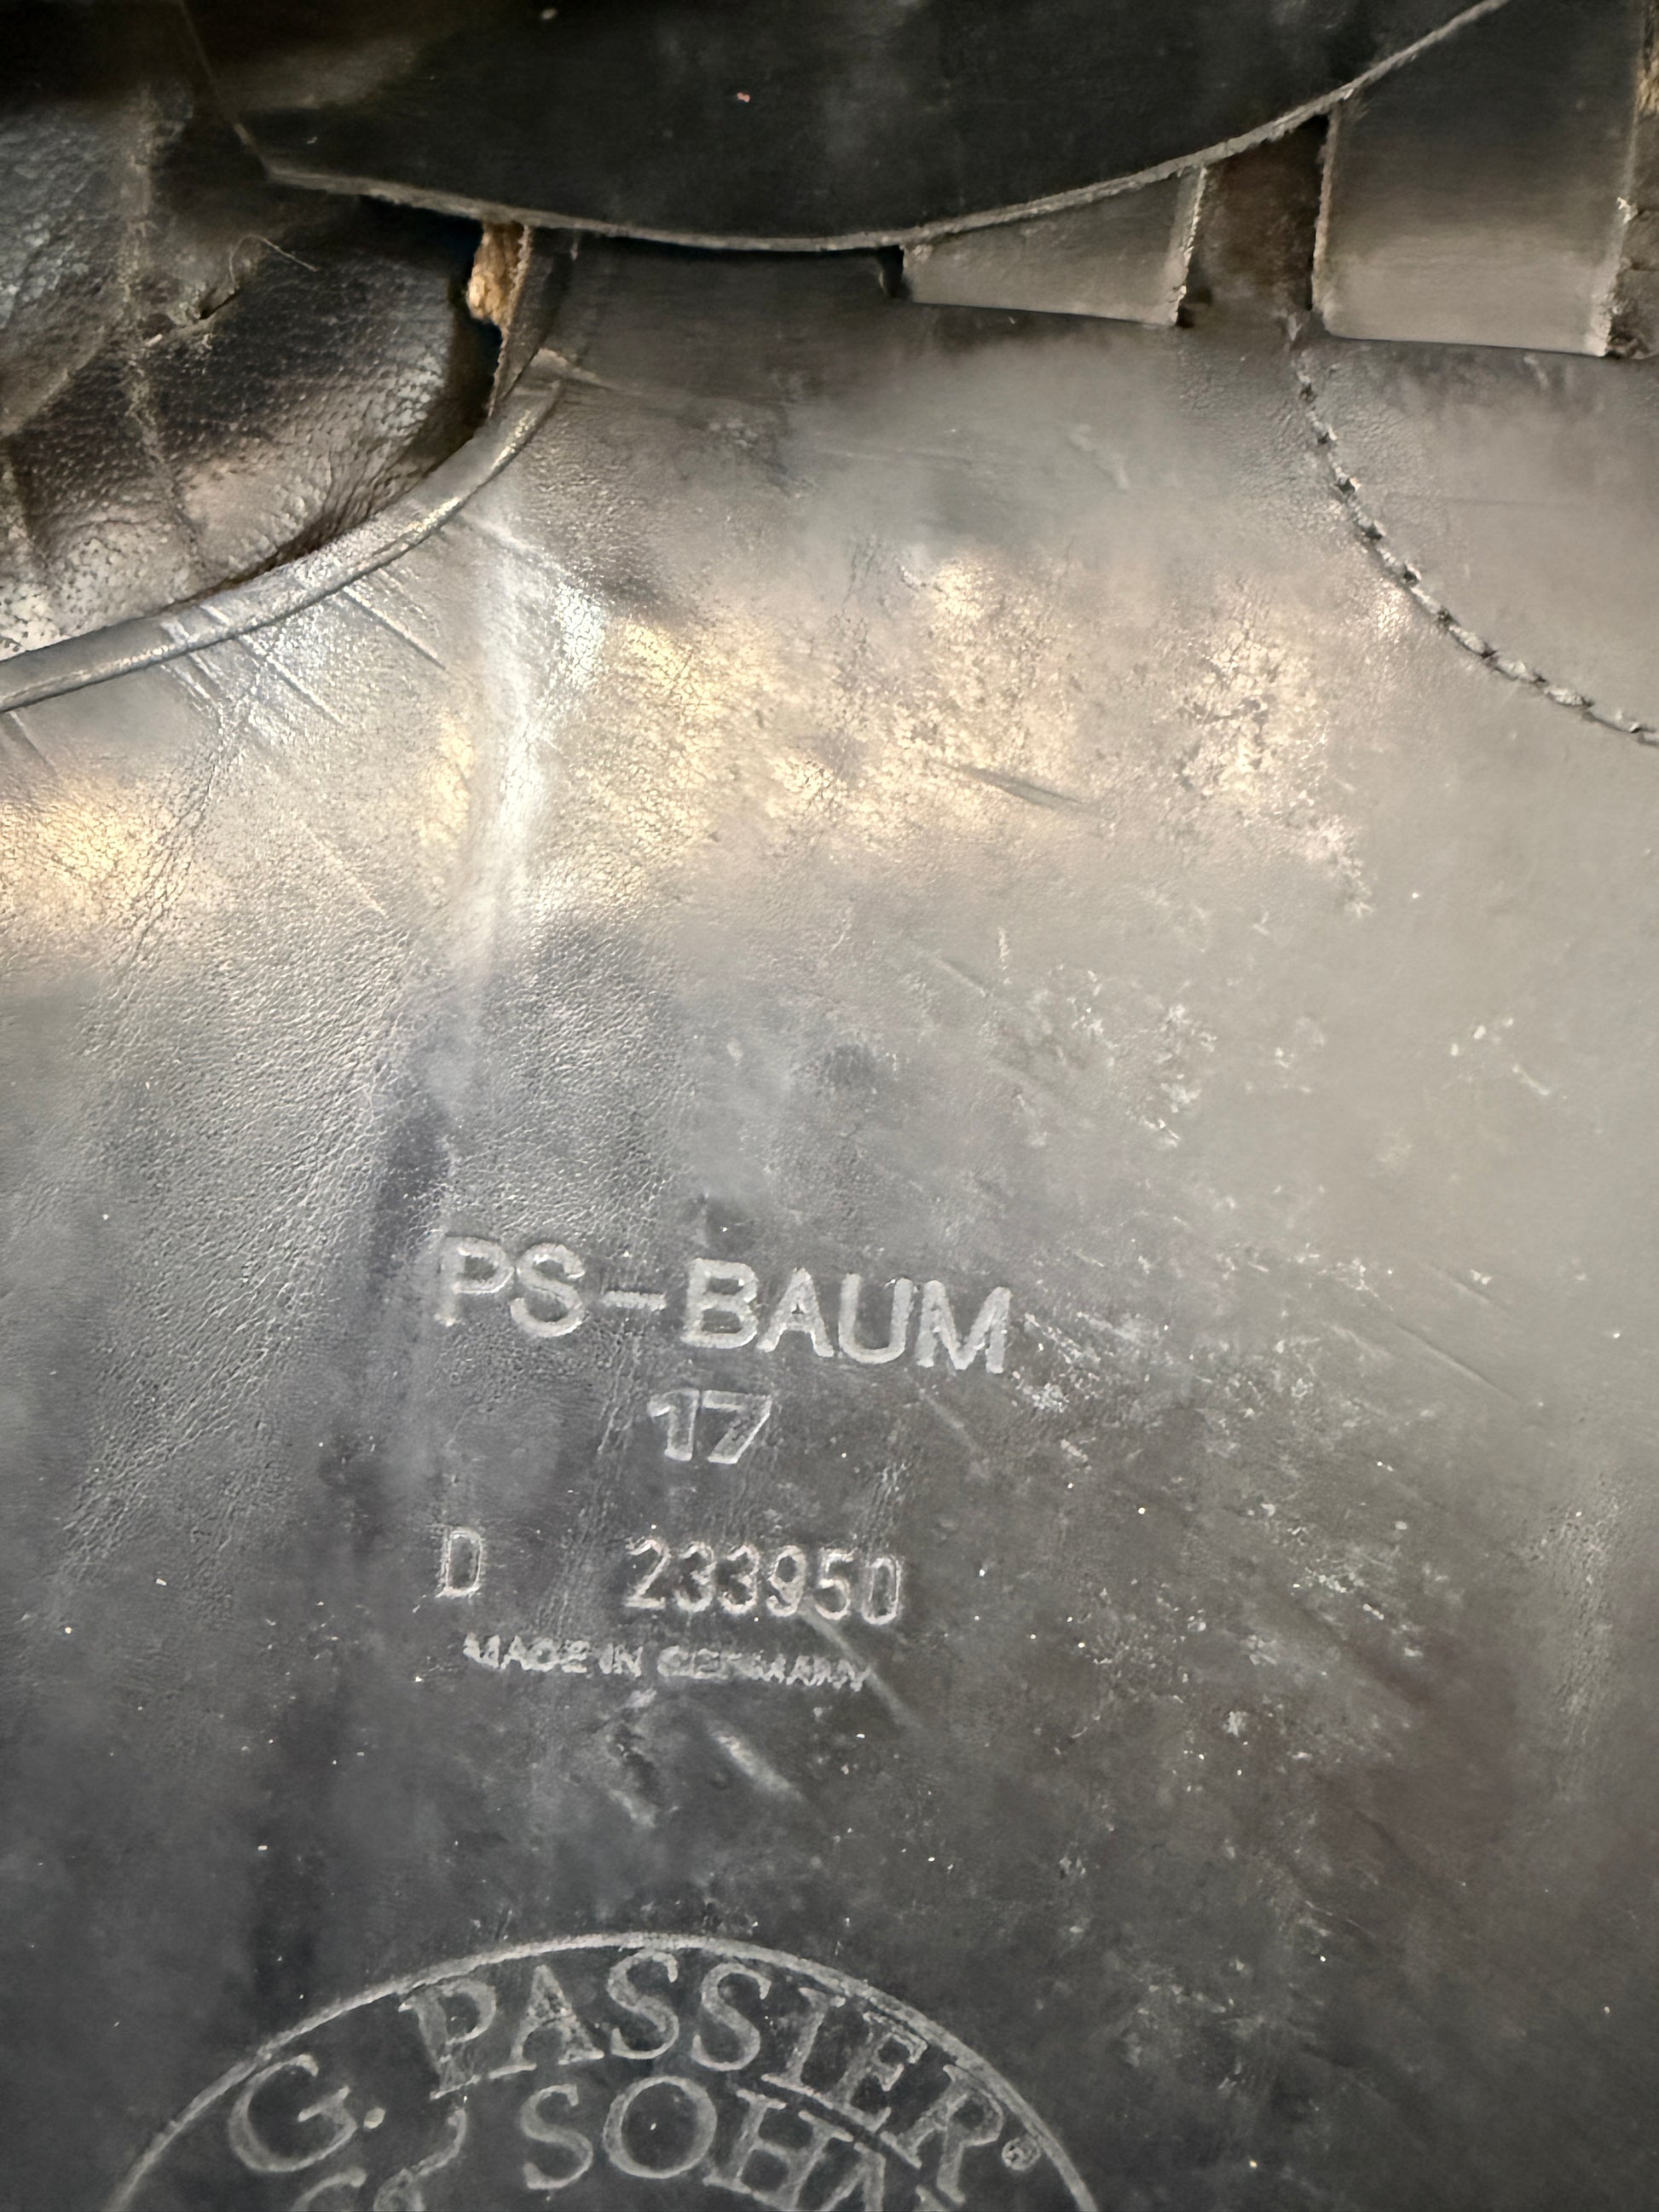 PS-BAUM
17
D 233950
MADE IN GERMANY
G. PASSIER®
& SOHN